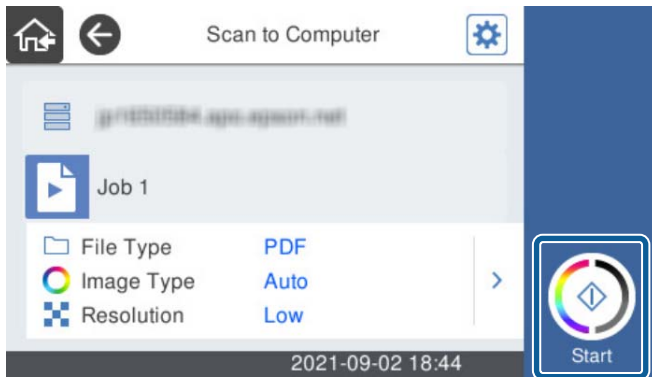 Scan to Computer
Job 1
File Type PDF
Image Type Auto
Resolution Low
Start
2021-09-02 18:44